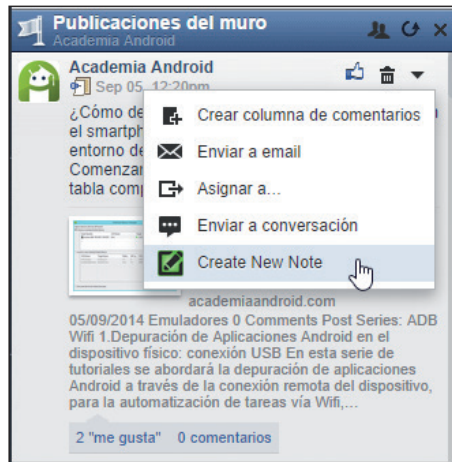 Publicaciones del muro
Academia Android
Academia Android
Sep 05, 12:20pm
¿Cómo de
el smartph
entorno de
Comenzar
tabla comp
Crear columna de comentarios
Enviar a email
Asignar a...
Enviar a conversación
Create New Note
academiaandroid.com
05/09/2014 Emuladores 0 Comments Post Series: ADB
Wifi 1.Depuración de Aplicaciones Android en el
dispositivo físico: conexión USB En esta serie de
tutoriales se abordará la depuración de aplicaciones
Android a través de la conexión remota del dispositivo,
para la automatización de tareas vía Wifi,...
2 "me gusta" 0 comentarios